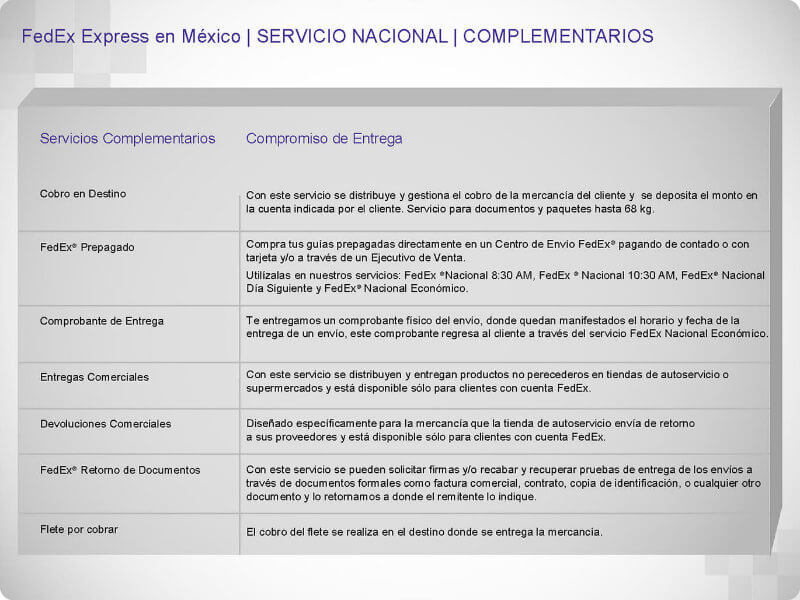 FedEx Express en México | SERVICIO NACIONAL | COMPLEMENTARIOS
Servicios Complementarios
Compromiso de Entrega
Cobro en Destino
Con este servicio se distribuye y gestiona el cobro de la mercancía del cliente y se deposita el monto en
la cuenta indicada por el cliente. Servicio para documentos y paquetes hasta 68 kg.
FedEx® Prepagado
Compra tus guías prepagadas directamente en un Centro de Envío FedEx® pagando de contado o con
tarjeta y/o a través de un Ejecutivo de Venta.
Utilízalas en nuestros servicios: FedEx ®Nacional 8:30 AM, FedEx ® Nacional 10:30 AM, FedEx® Nacional
Día Siguiente y FedEx® Nacional Económico.
Comprobante de Entrega
Te entregamos un comprobante físico del envío, donde quedan manifestados el horario y fecha de la
entrega de un envío, este comprobante regresa al cliente a través del servicio FedEx Nacional Económico.
Entregas Comerciales
Con este servicio se distribuyen y entregan productos no perecederos en tiendas de autoservicio o
supermercados y está disponible sólo para clientes con cuenta FedEx.
Devoluciones Comerciales
Diseñado específicamente para la mercancía que la tienda de autoservicio envía de retorno
a sus proveedores y está disponible sólo para clientes con cuenta FedEx.
FedEx® Retorno de Documentos
Con este servicio se pueden solicitar firmas y/o recabar y recuperar pruebas de entrega de los envíos a
través de documentos formales como factura comercial, contrato, copia de identificación, o cualquier otro
documento y lo retornamos a donde el remitente lo indique.
Flete por cobrar
El cobro del flete se realiza en el destino donde se entrega la mercancía.